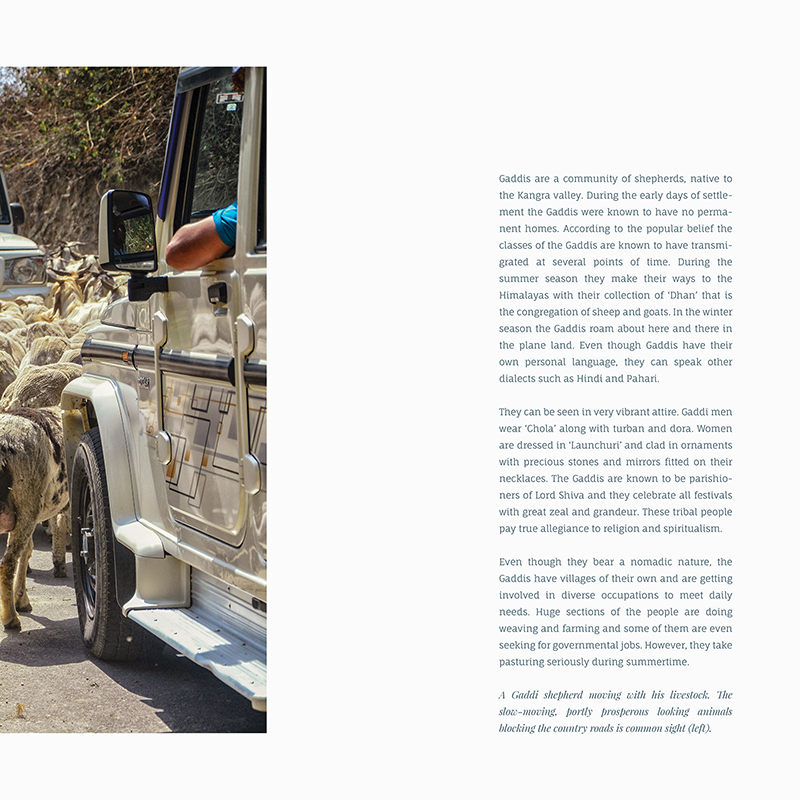 Gaddis are a community of shepherds, native to
the Kangra valley. During the early days of settle-
ment the Gaddis were known to have no perma-
nent homes. According to the popular belief the
classes of the Gaddis are known to have transmi-
grated at several points of time. During the
summer season they make their ways to the
Himalayas with their collection of ‘Dhan’ that is
the congregation of sheep and goats. In the winter
season the Gaddis roam about here and there in
the plane land. Even though Gaddis have their
own personal language, they can speak other
dialects such as Hindi and Pahari.
They can be seen in very vibrant attire. Gaddi men
wear ‘Chola’ along with turban and dora. Women
are dressed in ‘Launchuri’ and clad in ornaments
with precious stones and mirrors fitted on their
necklaces. The Gaddis are known to be parishio-
ners of Lord Shiva and they celebrate all festivals
with great zeal and grandeur. These tribal people
pay true allegiance to religion and spiritualism.
Even though they bear a nomadic nature, the
Gaddis have villages of their own and are getting
involved in diverse occupations to meet daily
needs. Huge sections of the people are doing
weaving and farming and some of them are even
seeking for governmental jobs. However, they take
pasturing seriously during summertime.
A Gaddi shepherd moving with his livestock. The
slow-moving, portly prosperous looking animals
blocking the country roads is common sight (left).